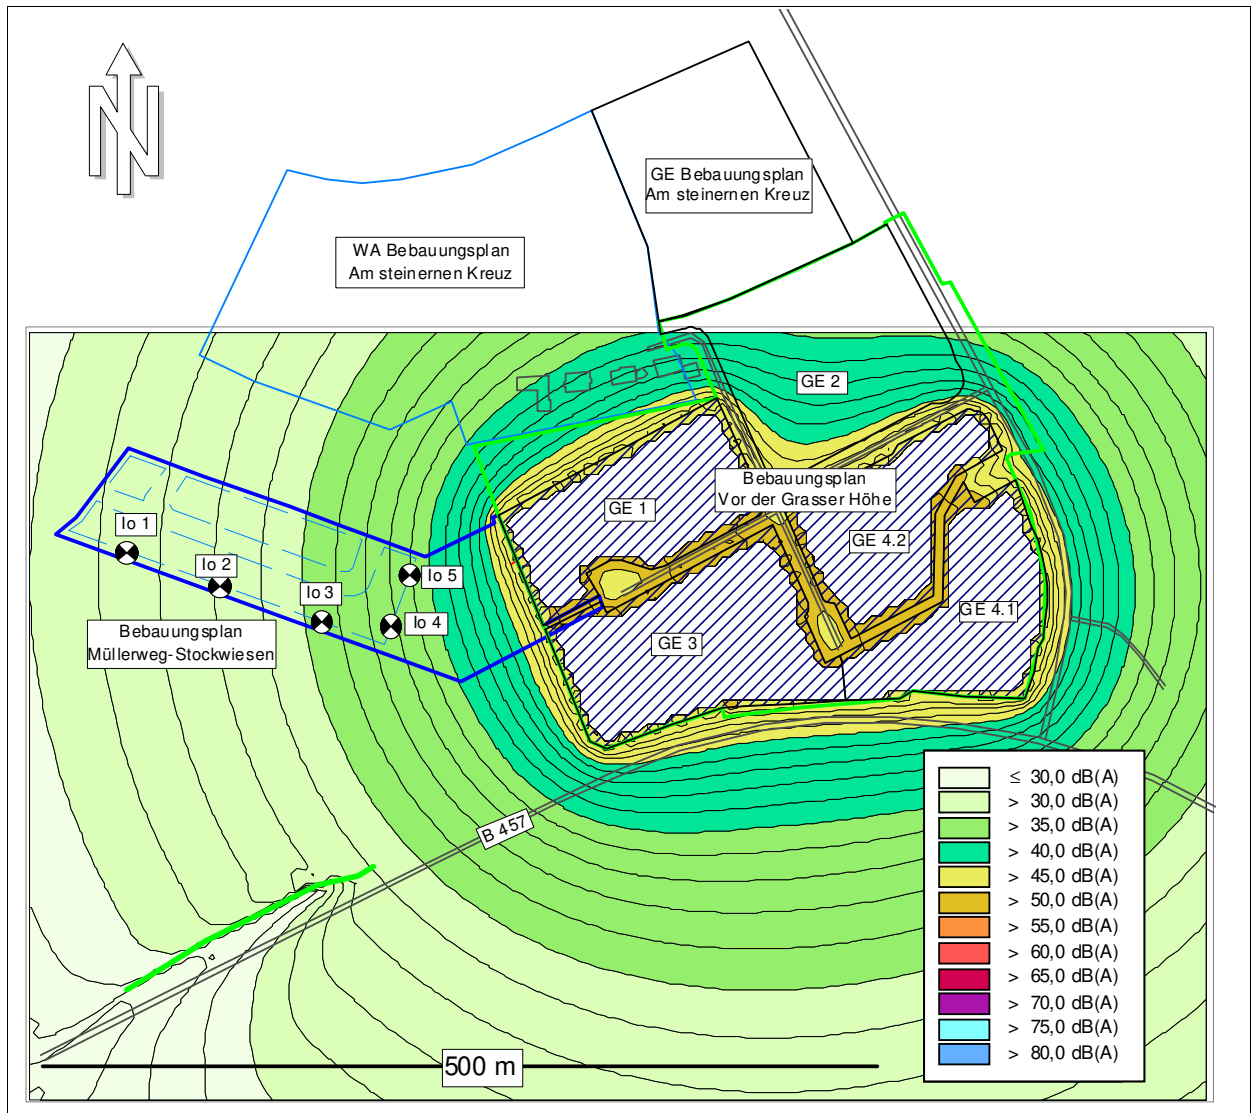 GE Bebauungsplan
Am steinernen Kreuz
WA Bebauungsplan
Am steinernen Kreuz
GE 2
Bebauungsplan
Vor der Grasser Höhe
GE 1
GE 4.2
Io 1
Io 2
Io 5
Io 3
GE 4.1
Io 4
Bebauungsplan
Müllerweg-Stockwiesen
GE 3
B 457
≤ 30,0 dB(A)
> 30,0 dB(A)
> 35,0 dB(A)
> 40,0 dB(A)
> 45,0 dB(A)
> 50,0 dB(A)
> 55,0 dB(A)
> 60,0 dB(A)
> 65,0 dB(A)
> 70,0 dB(A)
> 75,0 dB(A)
> 80,0 dB(A)
500 m